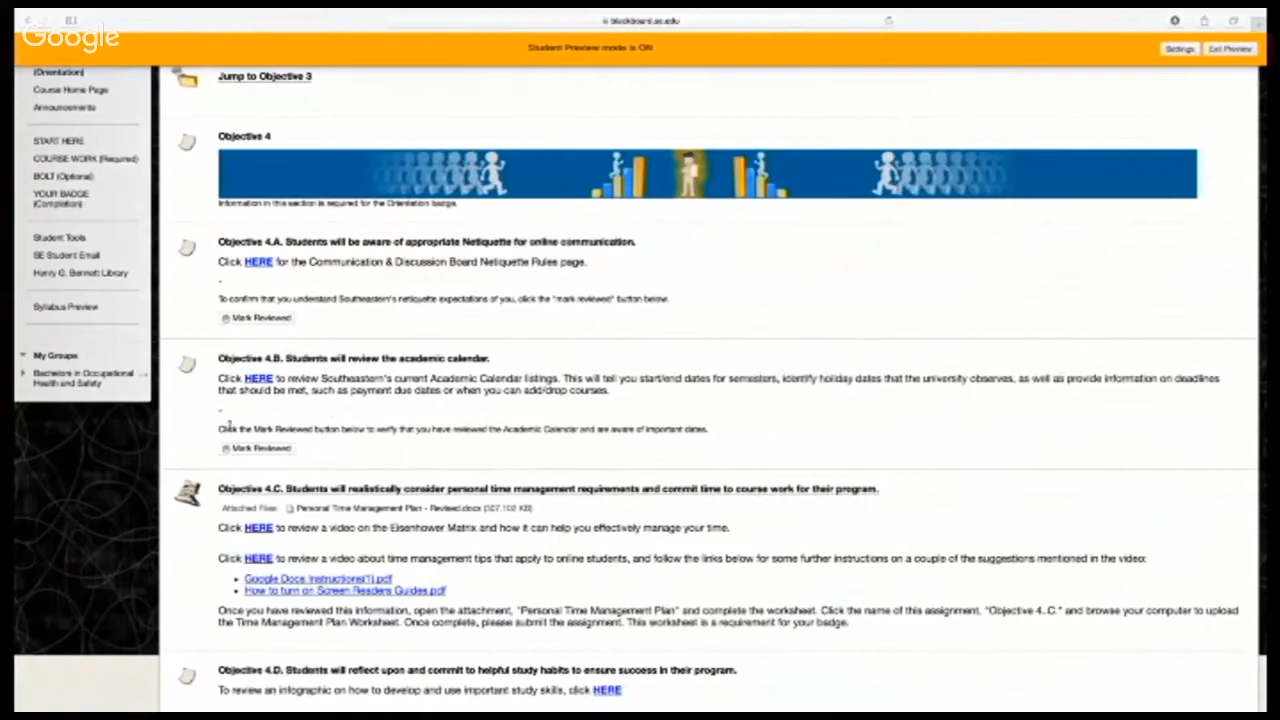 blackboard.se.edu
Google
Student Preview mode is ON
Settings
Exit Preview
(Orientation)
Course Home Page
Announcements
START HERE
COURSE WORK (Required)
BOLT (Optional)
YOUR BADGE
(Completion)
Student Tools
SE Student Email
Henry G. Bennett Library
Syllabus Preview
My Groups
Bachelors in Occupational ...
Health and Safety
Jump to Objective 3
Objective 4
Information in this section is required for the Orientation badge.
Objective 4.A. Students will be aware of appropriate Netiquette for online communication.
Click HERE for the Communication & Discussion Board Netiquette Rules page.
-
To confirm that you understand Southeastern's netiquette expectations of you, click the "mark reviewed" button below.
Mark Reviewed
Objective 4.B. Students will review the academic calendar.
Click HERE to review Southeastern's current Academic Calendar listings. This will tell you start/end dates for semesters, identify holiday dates that the university observes, as well as provide information on deadlines
that should be met, such as payment due dates or when you can add/drop courses.
-
Click the Mark Reviewed button below to verify that you have reviewed the Academic Calendar and are aware of important dates.
Mark Reviewed
Objective 4.C. Students will realistically consider personal time management requirements and commit time to course work for their program.
Attached Files: Personal Time Management Plan - Revised.docx (307.102 KB)
Click HERE to review a video on the Eisenhower Matrix and how it can help you effectively manage your time.
Click HERE to review a video about time management tips that apply to online students, and follow the links below for some further instructions on a couple of the suggestions mentioned in the video:
• Google Docs Instructions(1).pdf
• How to turn on Screen Readers Guides.pdf
Once you have reviewed this information, open the attachment, "Personal Time Management Plan" and complete the worksheet. Click the name of this assignment, "Objective 4..C." and browse your computer to upload
the Time Management Plan Worksheet. Once complete, please submit the assignment. This worksheet is a requirement for your badge.
Objective 4.D. Students will reflect upon and commit to helpful study habits to ensure success in their program.
To review an infographic on how to develop and use important study skills, click HERE